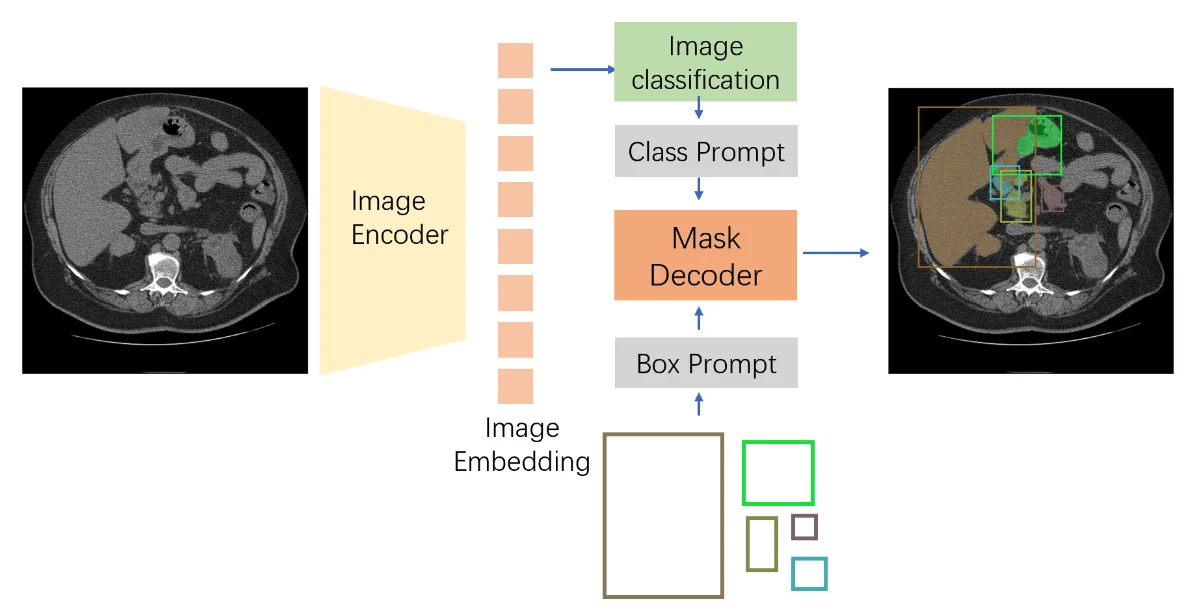 Image
Encoder
Image
Embedding
Image
classification
Class Prompt
Mask
Decoder
Box Prompt